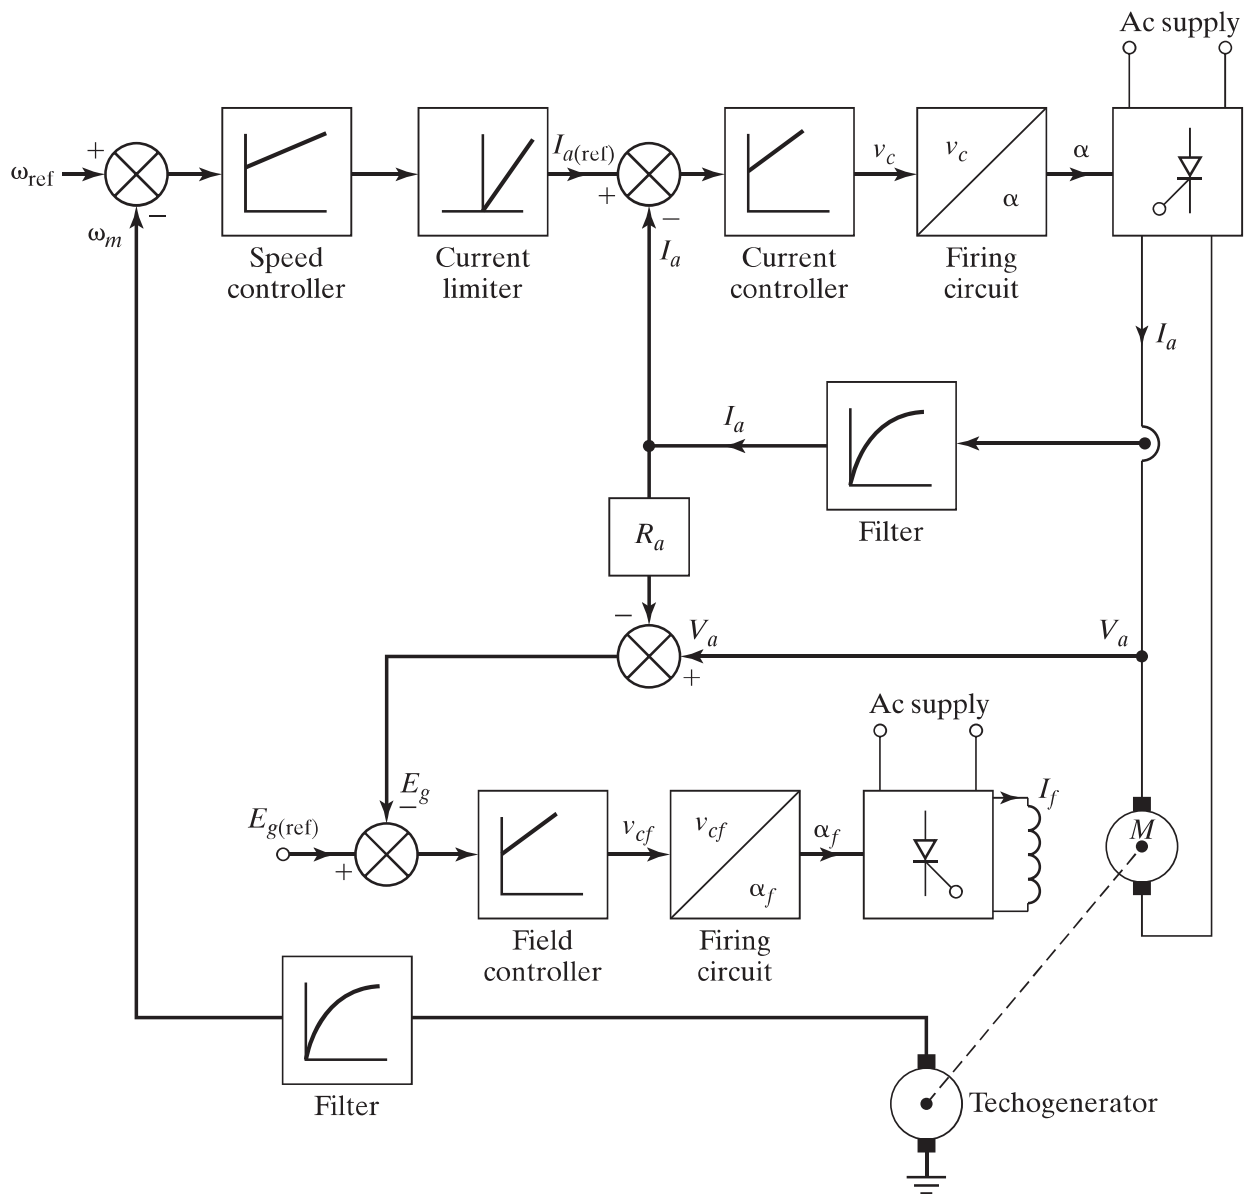 Ac supply
ω_ref
+
−
ω_m
Speed
controller
Current
limiter
I_a(ref)
+
−
I_a
Current
controller
v_c
v_c
α
Firing
circuit
α
I_a
I_a
Filter
R_a
−
V_a
+
V_a
Ac supply
E_g
−
E_g(ref)
+
Field
controller
v_cf
v_cf
α_f
Firing
circuit
α_f
I_f
M
Filter
Techogenerator